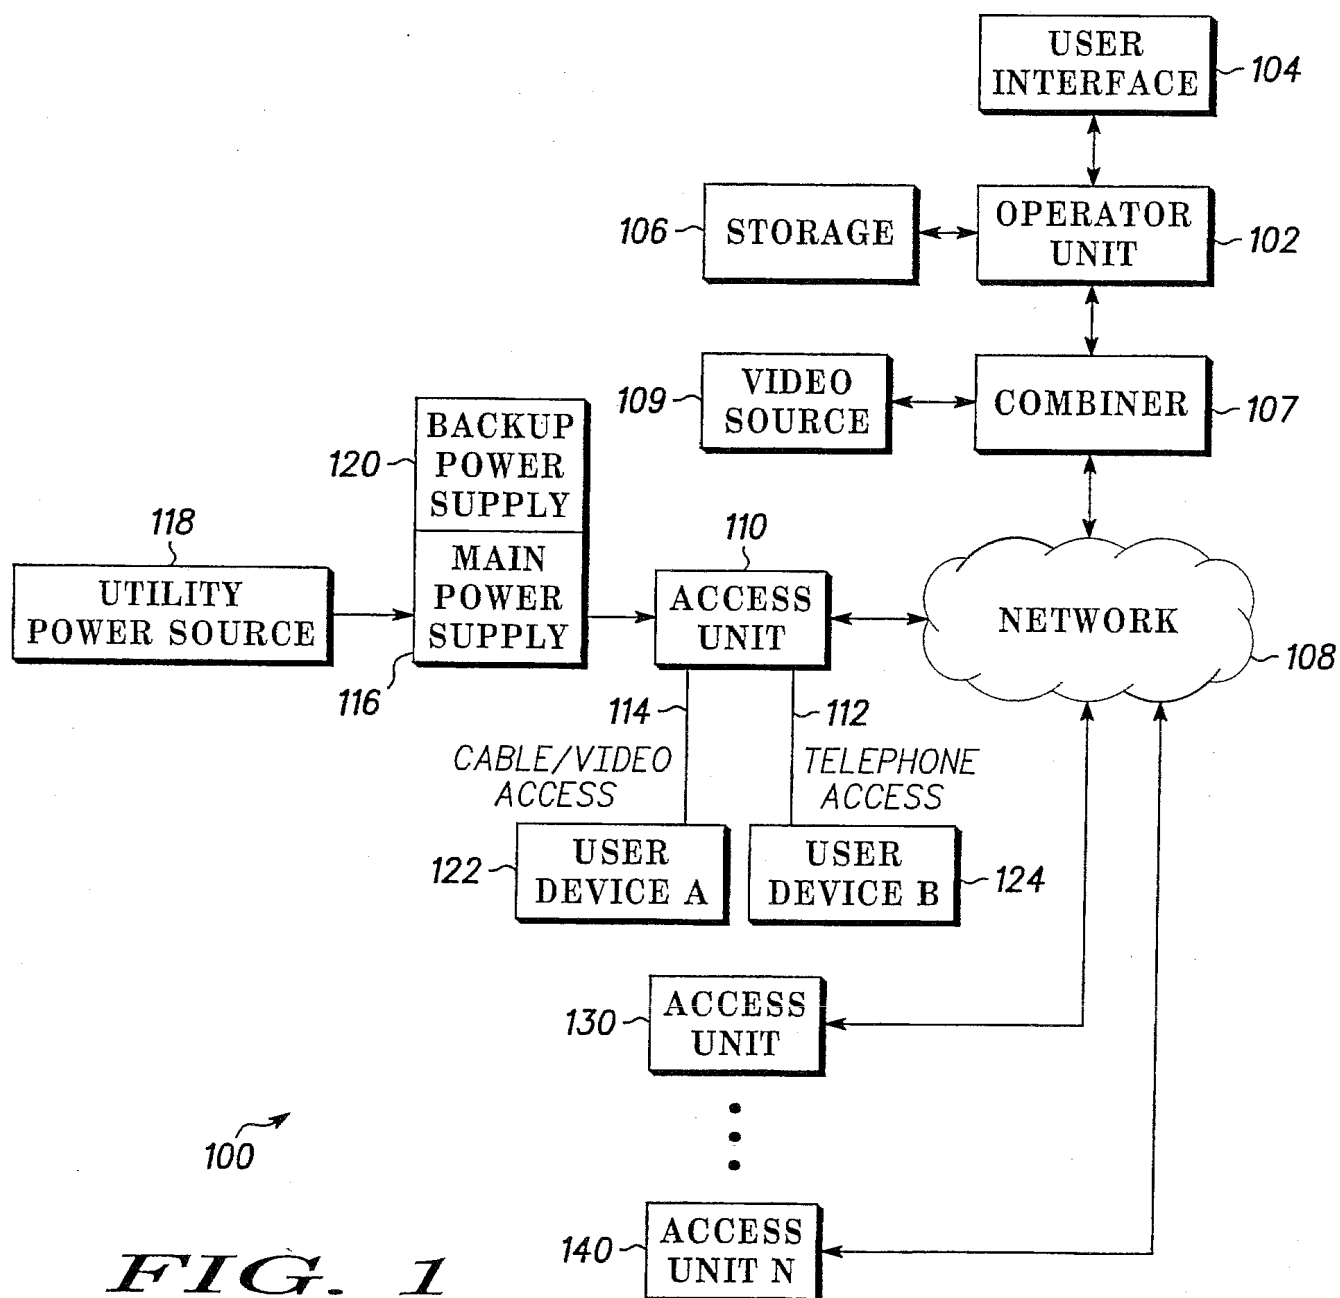 USER
INTERFACE
104
106
STORAGE
OPERATOR
UNIT
102
109
VIDEO
SOURCE
COMBINER
107
120
BACKUP
POWER
SUPPLY
118
UTILITY
POWER SOURCE
MAIN
POWER
SUPPLY
116
110
ACCESS
UNIT
NETWORK
108
114
112
CABLE/VIDEO
ACCESS
TELEPHONE
ACCESS
122
USER
DEVICE A
USER
DEVICE B
124
130
ACCESS
UNIT
100
140
ACCESS
UNIT N
FIG. 1